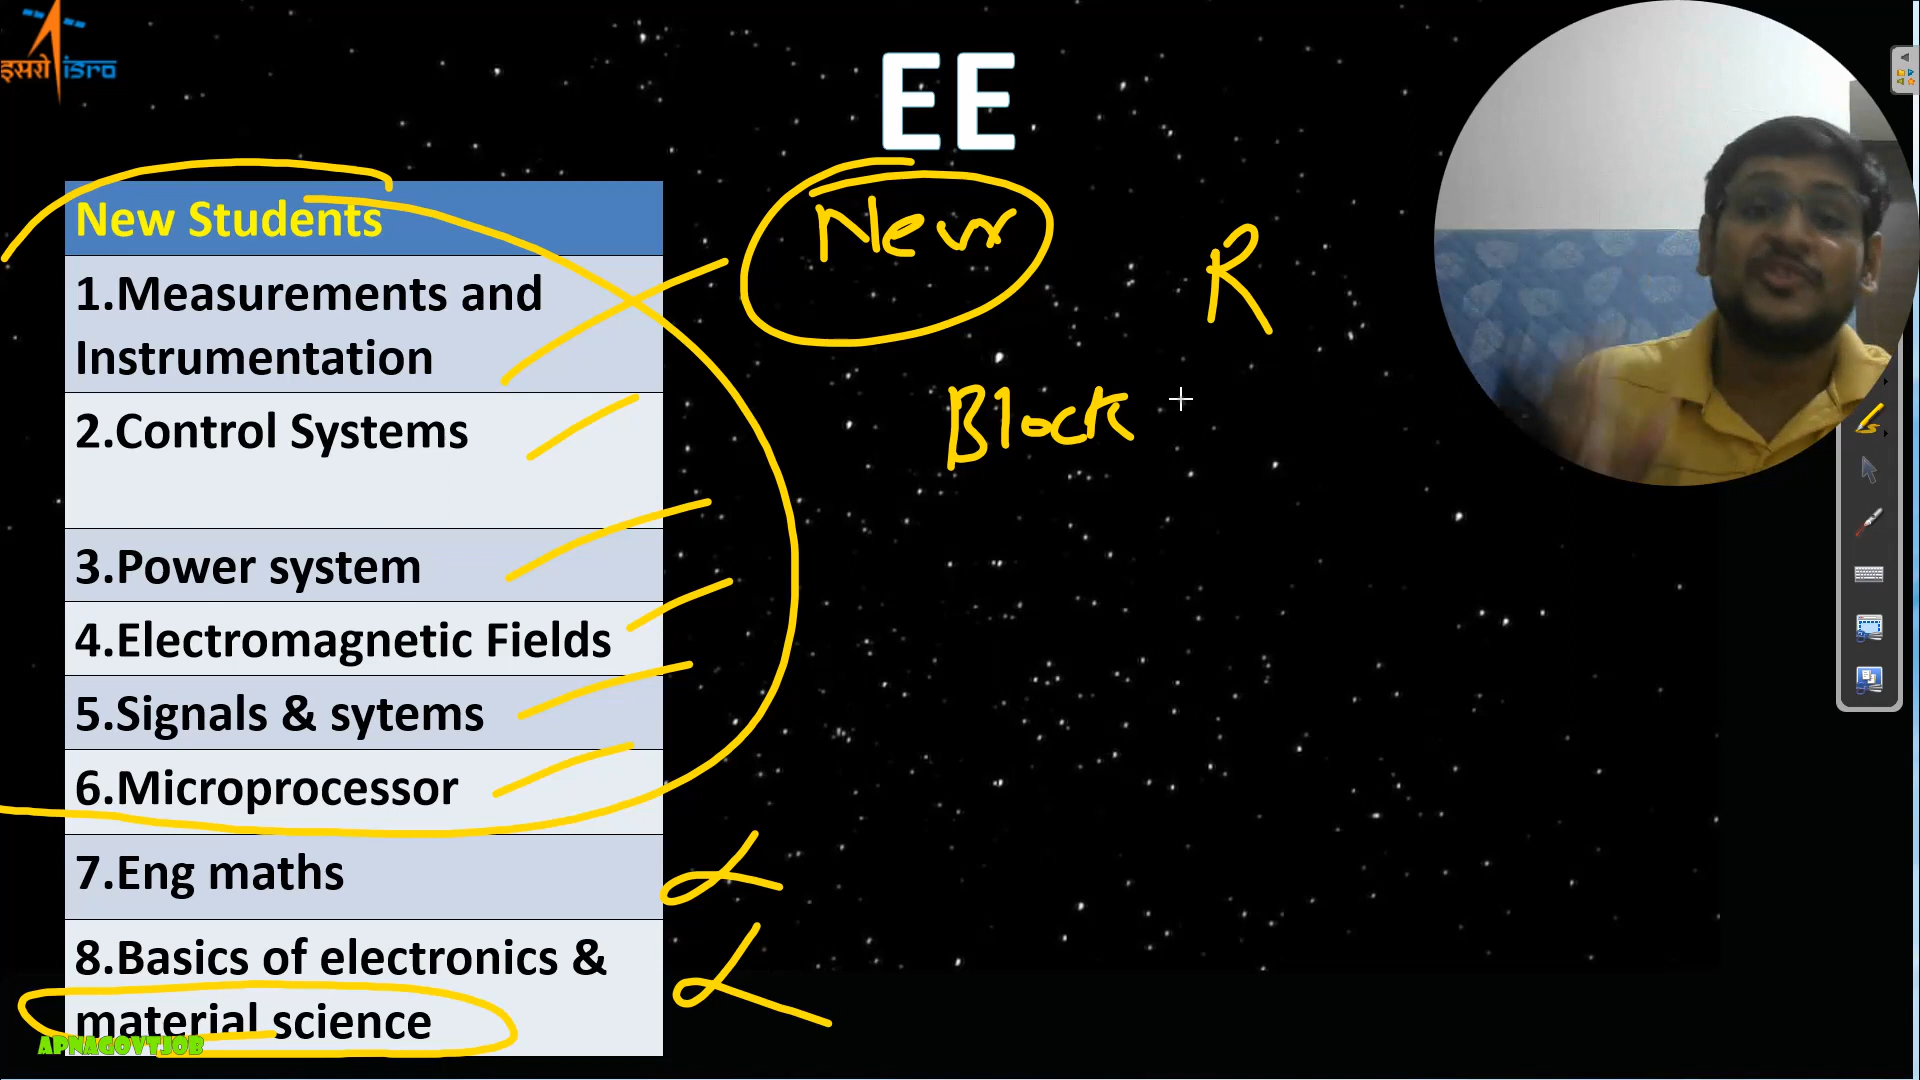 इसरो isro
EE
New Students
New
1.Measurements and
Instrumentation
R
2.Control Systems
Block
3.Power system
4.Electromagnetic Fields
5.Signals & sytems
6.Microprocessor
7.Eng maths
8.Basics of electronics &
material science
APNAGOVTJOB